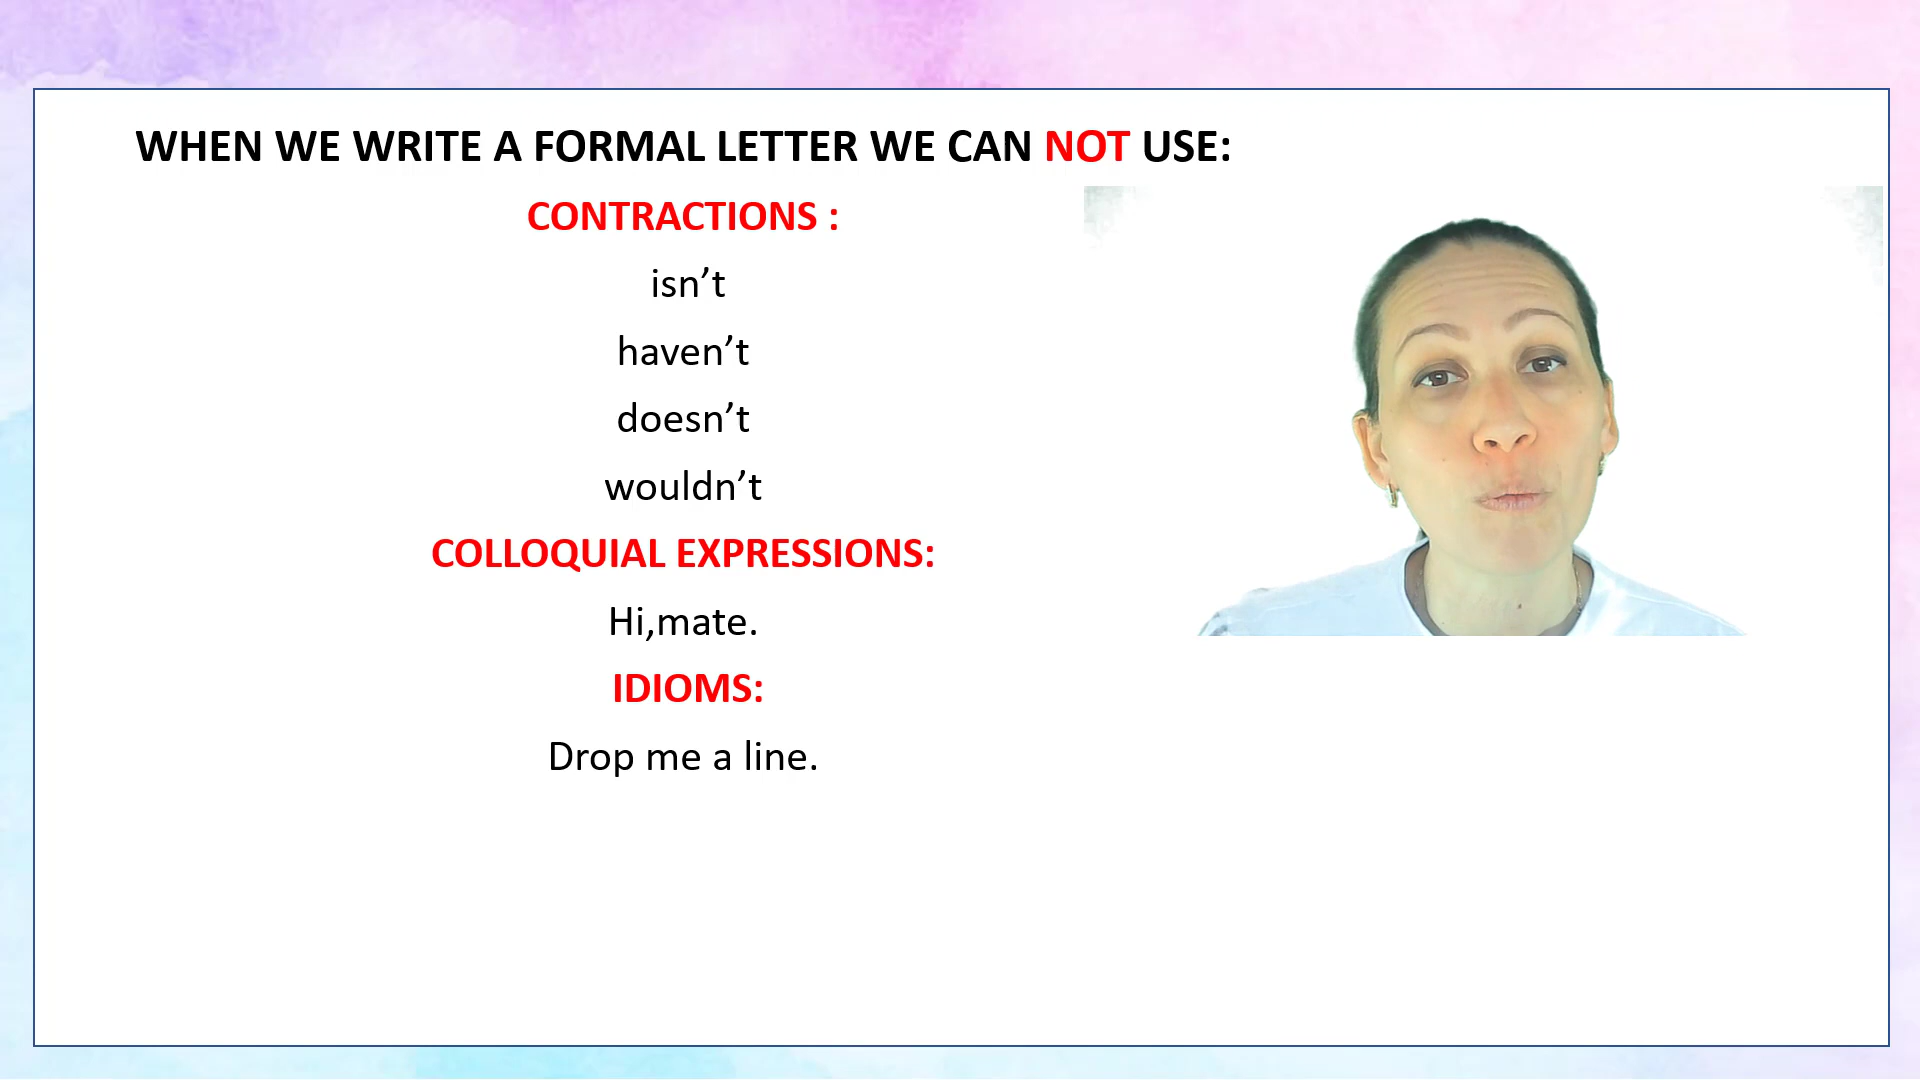 WHEN WE WRITE A FORMAL LETTER WE CAN NOT USE:
CONTRACTIONS :
isn’t
haven’t
doesn’t
wouldn’t
COLLOQUIAL EXPRESSIONS:
Hi,mate.
IDIOMS:
Drop me a line.